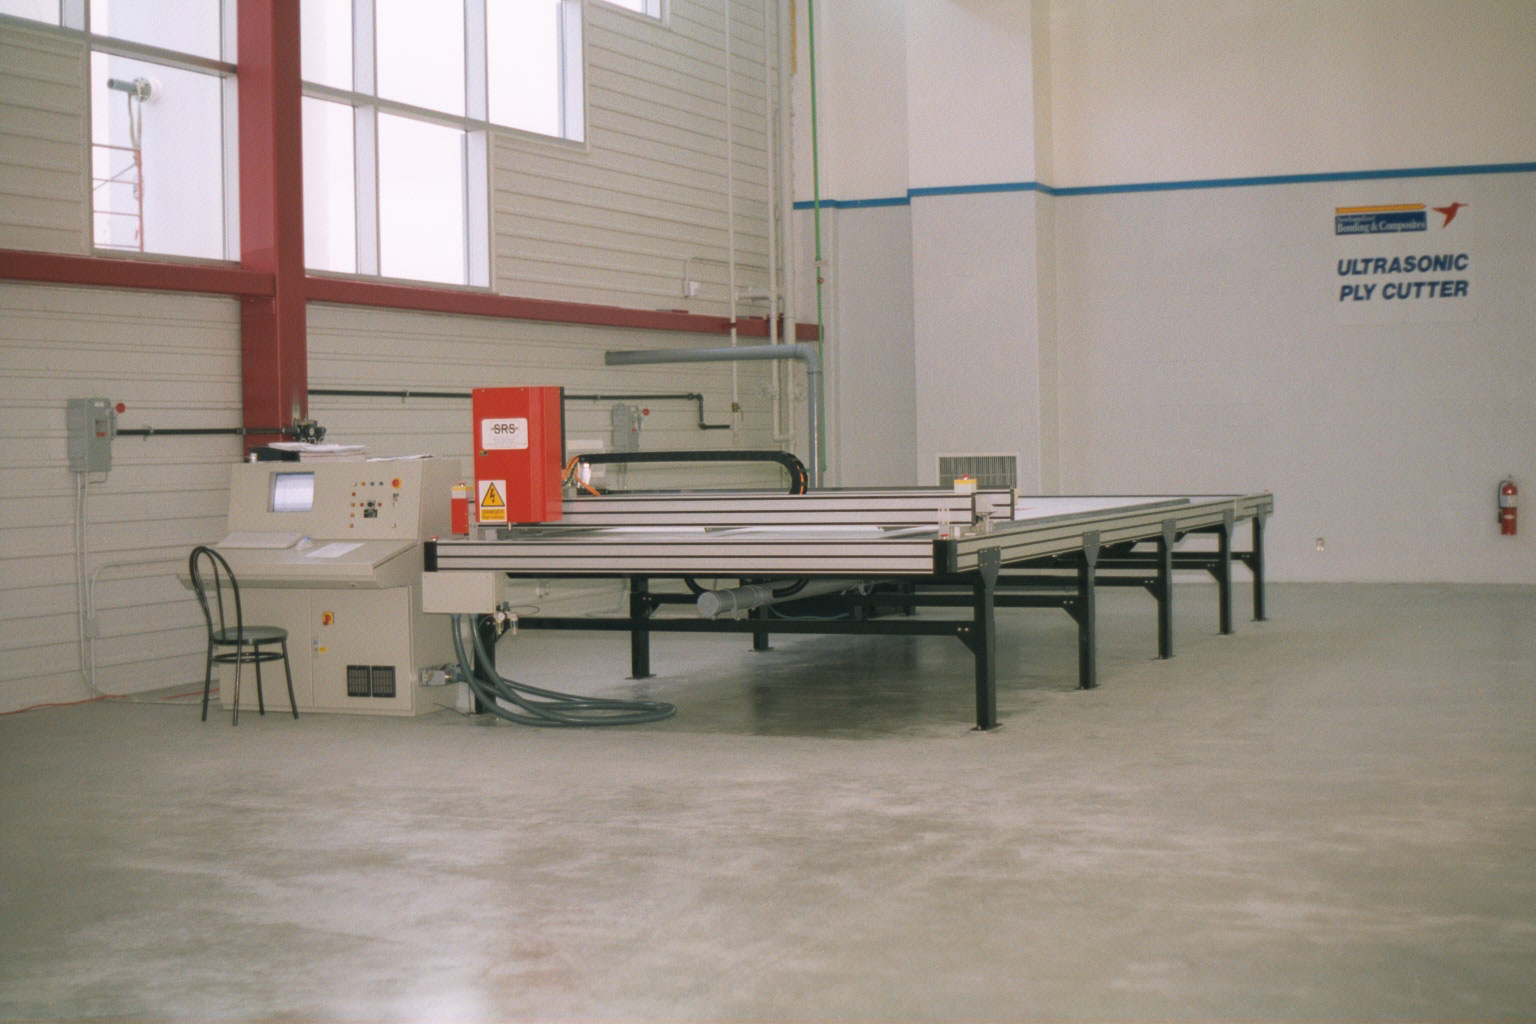 Bonding & Composites
ULTRASONIC
PLY CUTTER
SRS